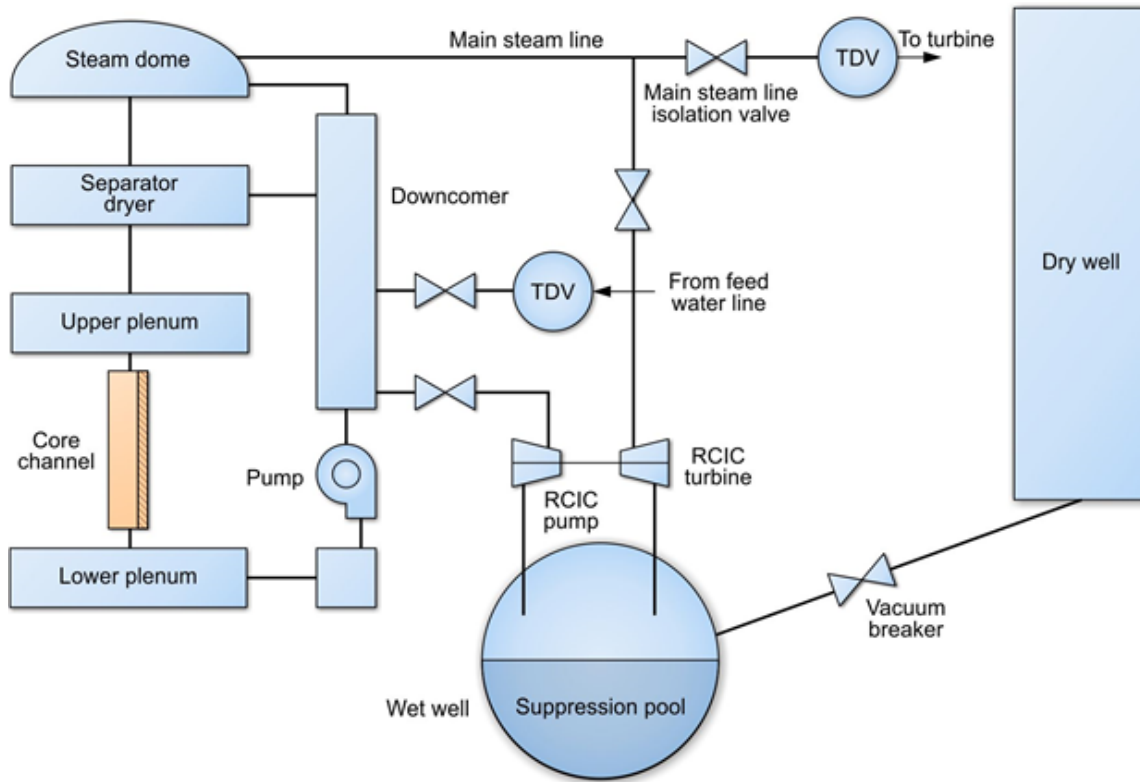 Main steam line
To turbine
Steam dome
TDV
Main steam line
isolation valve
Separator
dryer
Downcomer
Dry well
From feed
water line
TDV
Upper plenum
Core
channel
Pump
RCIC
turbine
RCIC
pump
Lower plenum
Vacuum
breaker
Wet well
Suppression pool